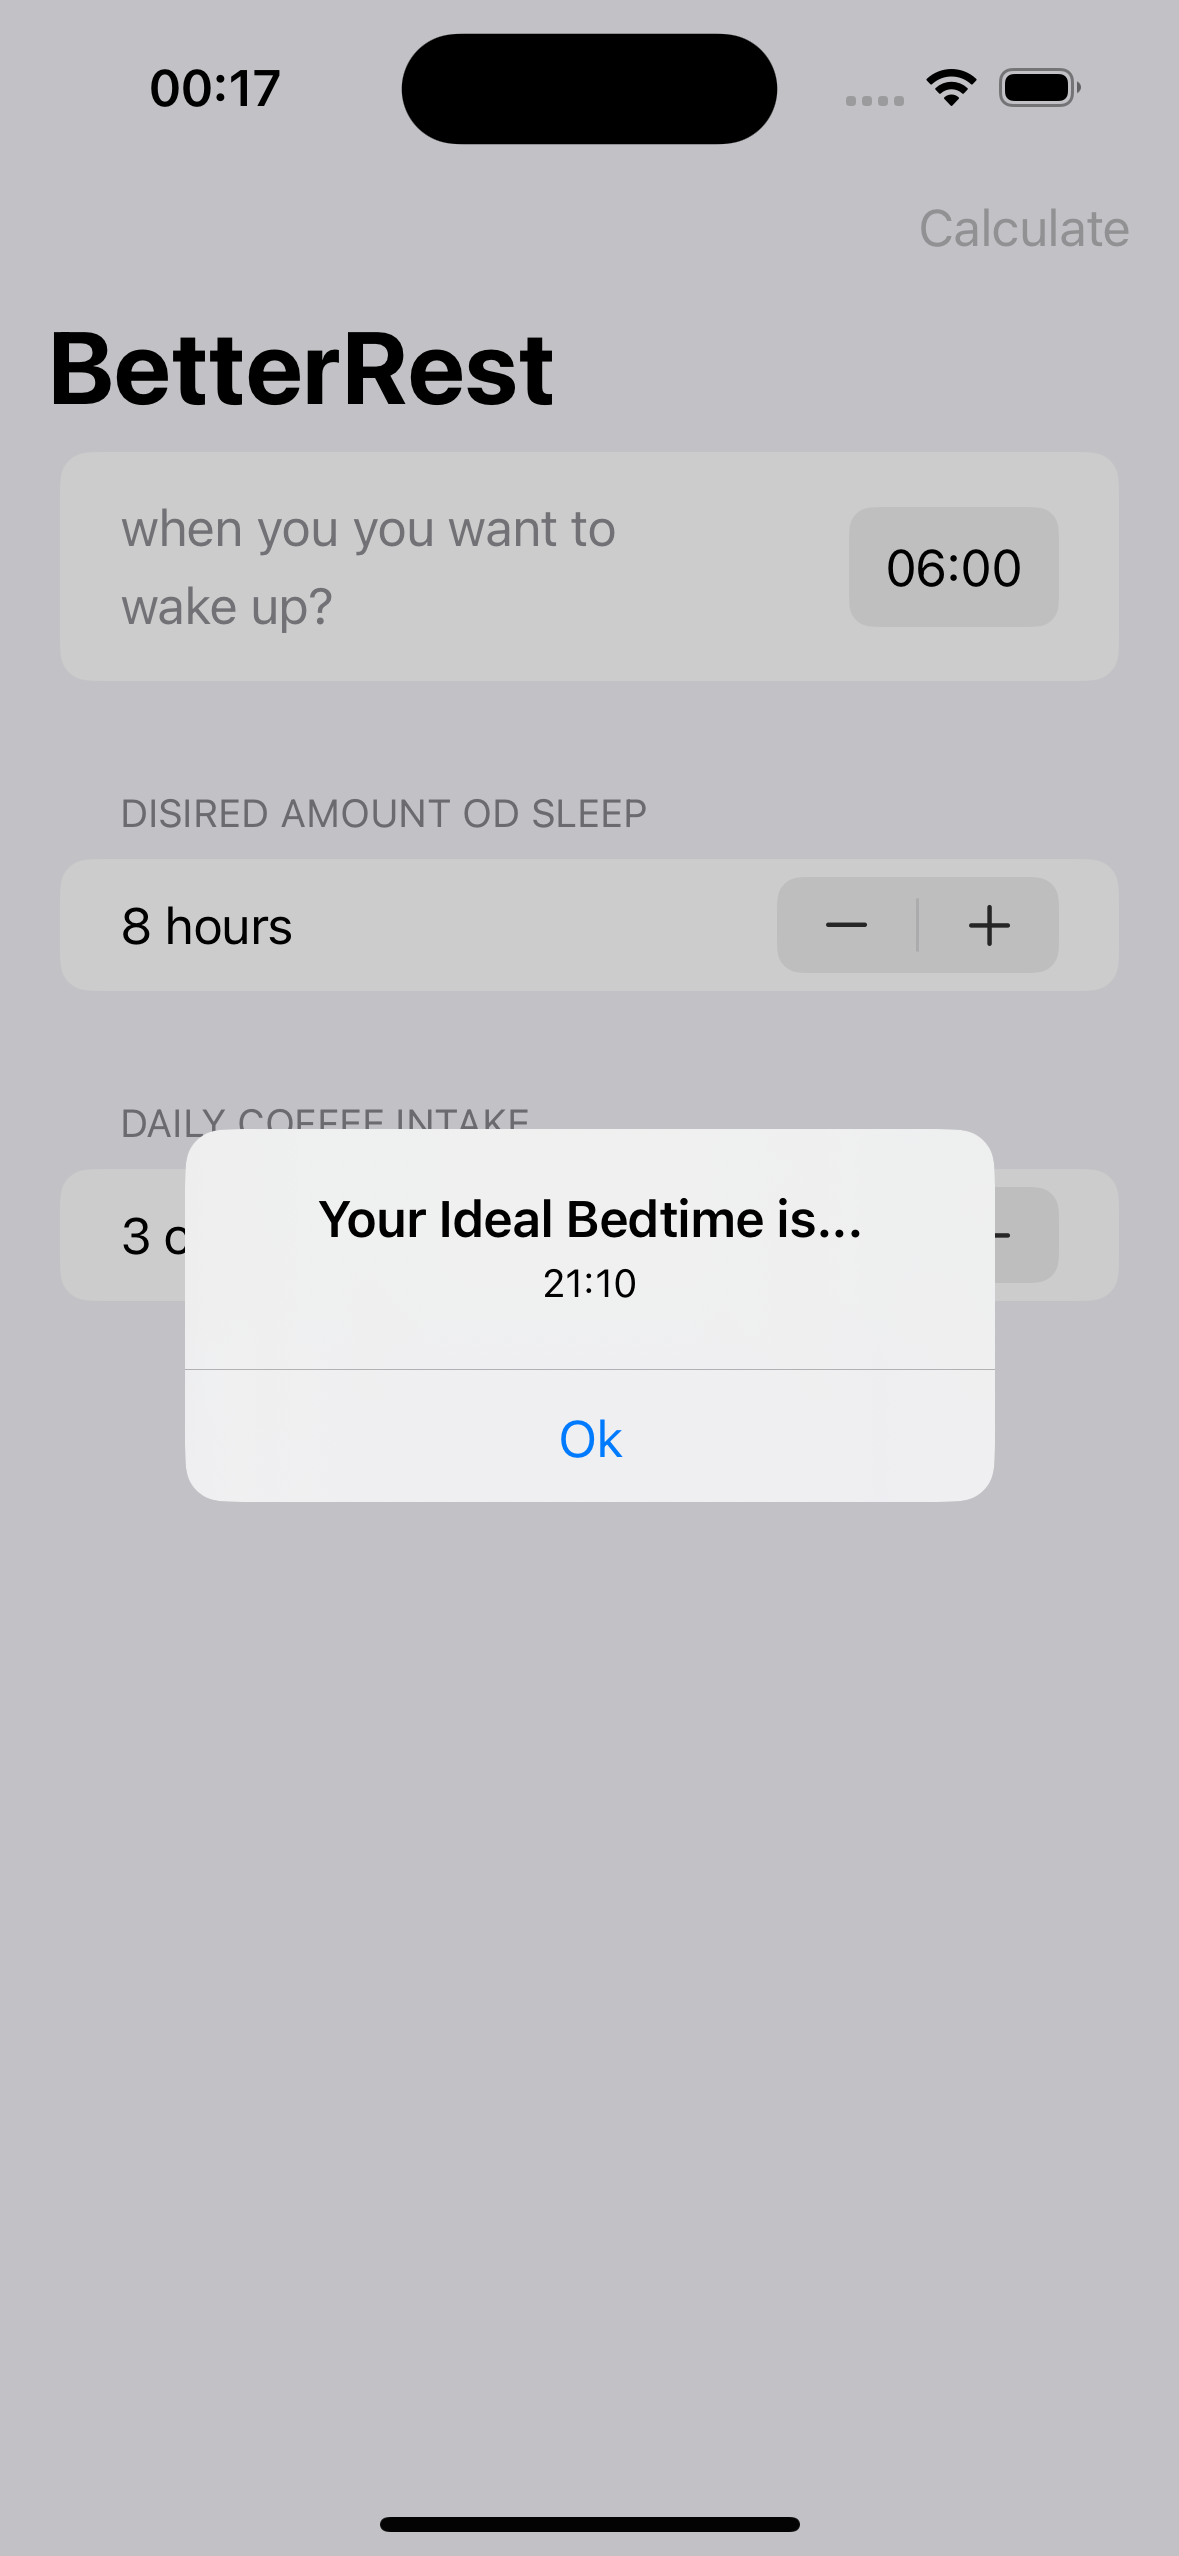 00:17
Calculate
BetterRest
when you you want to
wake up?
06:00
DISIRED AMOUNT OD SLEEP
8 hours
DAILY COFFEE INTAKE
3
Your Ideal Bedtime is...
21:10
Ok